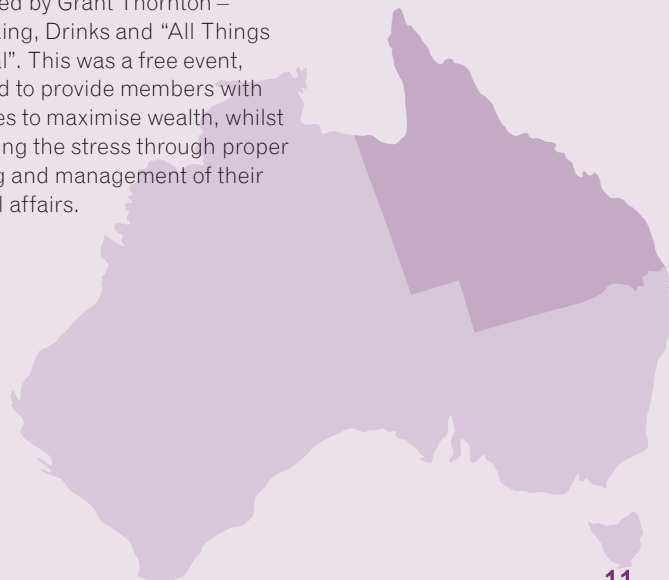 ed by Grant Thornton –
ing, Drinks and “All Things
l”. This was a free event,
d to provide members with
es to maximise wealth, whilst
ing the stress through proper
g and management of their
l affairs.
11